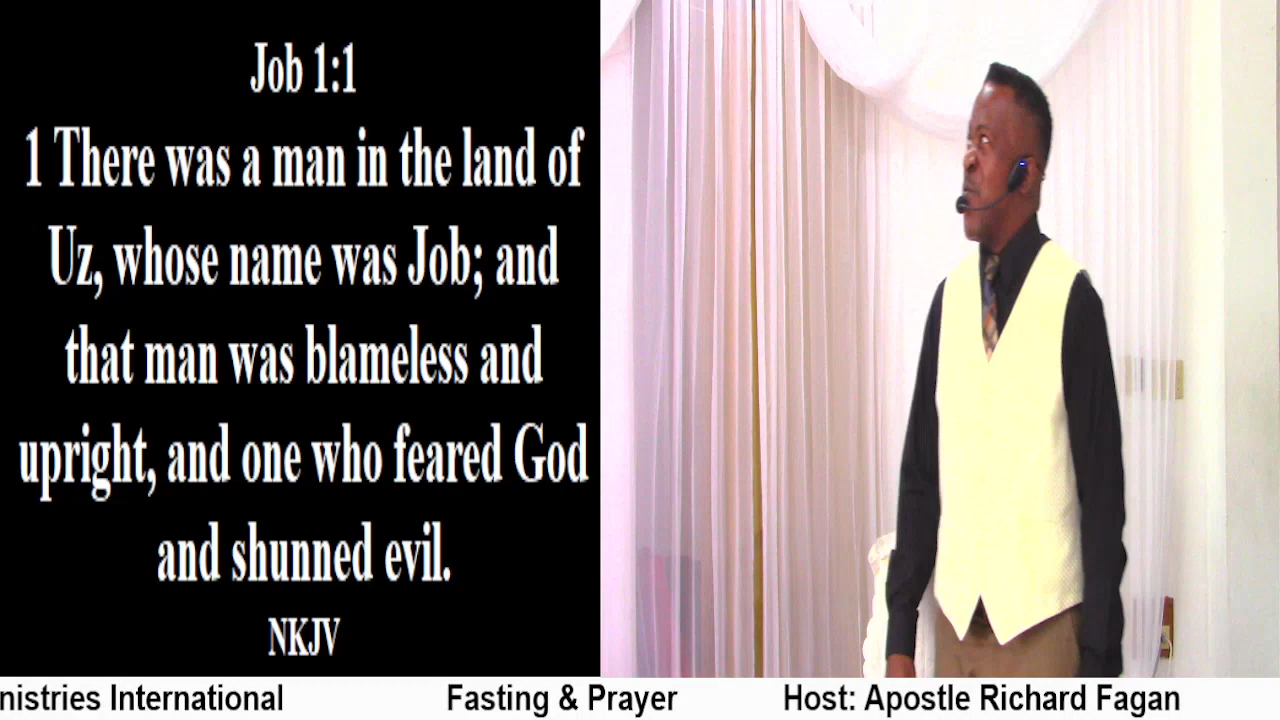 Job 1:1
1 There was a man in the land of
Uz, whose name was Job; and
that man was blameless and
upright, and one who feared God
and shunned evil.
NKJV
nistries International Fasting & Prayer Host: Apostle Richard Fagan